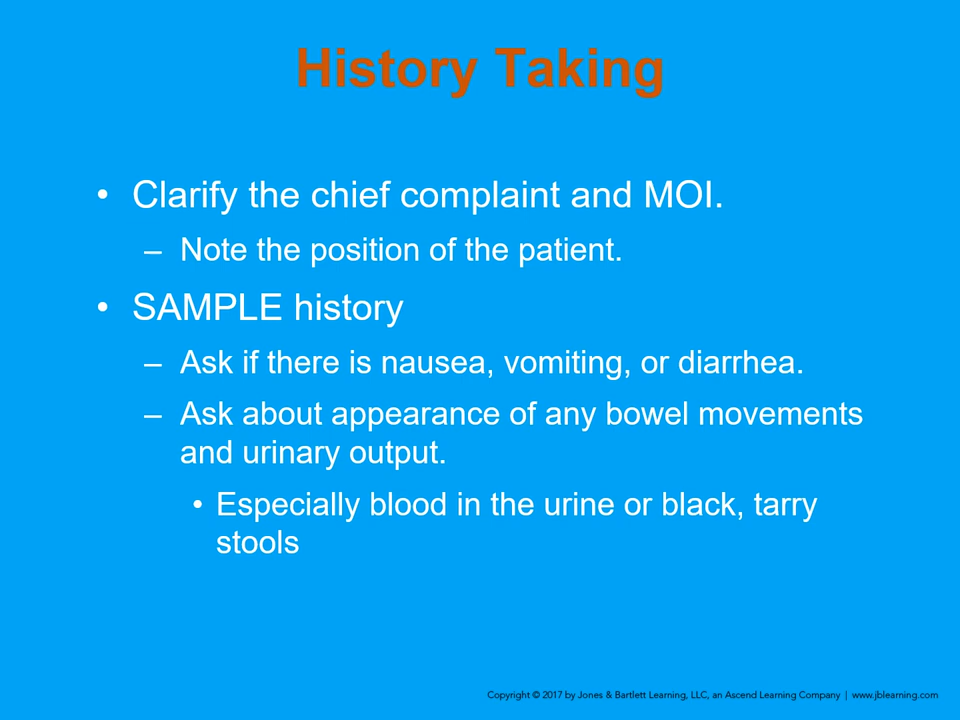 History Taking
• Clarify the chief complaint and MOI.
– Note the position of the patient.
• SAMPLE history
– Ask if there is nausea, vomiting, or diarrhea.
– Ask about appearance of any bowel movements
and urinary output.
• Especially blood in the urine or black, tarry
stools
Copyright © 2017 by Jones & Bartlett Learning, LLC, an Ascend Learning Company | www.jblearning.com